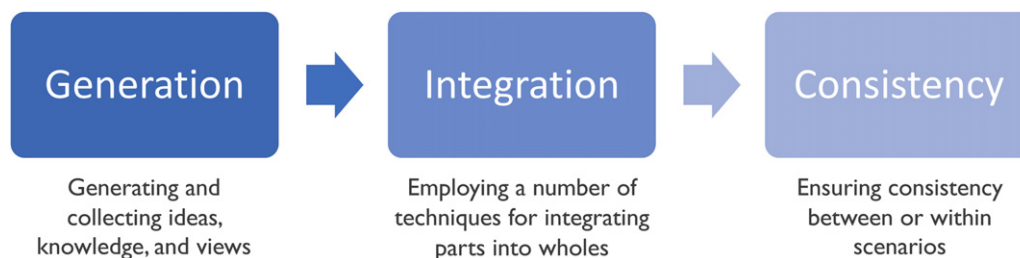 Generation
Integration
Consistency
Generating and
collecting ideas,
knowledge, and views
Employing a number of
techniques for integrating
parts into wholes
Ensuring consistency
between or within
scenarios